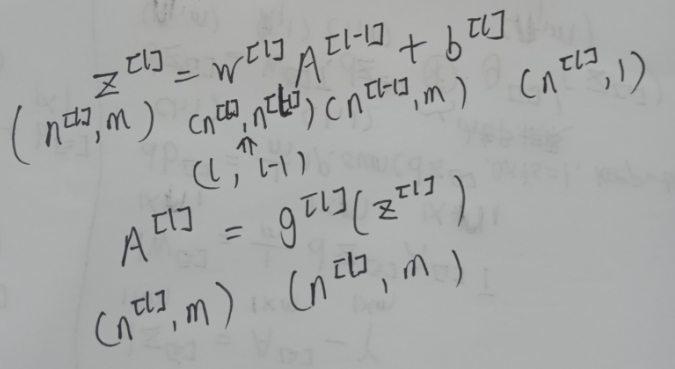 z^[l] = w^[l] A^[l-1] + b^[l]
(n^[l], m) (n^[l], n^[l-1]) (n^[l-1], m) (n^[l], 1)
↑
(l, l-1)
A^[l] = g^[l](z^[l])
(n^[l], m) (n^[l], m)